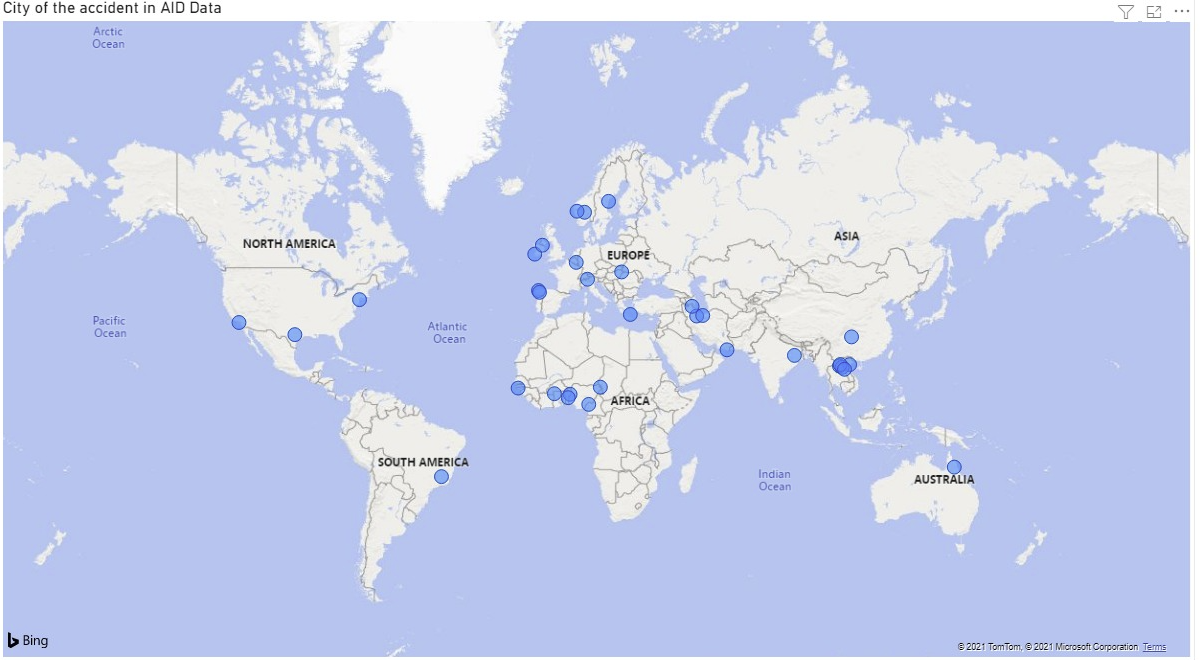 City of the accident in AID Data
Arctic
Ocean
NORTH AMERICA
EUROPE
ASIA
Pacific
Ocean
Atlantic
Ocean
AFRICA
SOUTH AMERICA
Indian
Ocean
AUSTRALIA
Bing
© 2021 TomTom, © 2021 Microsoft Corporation Terms